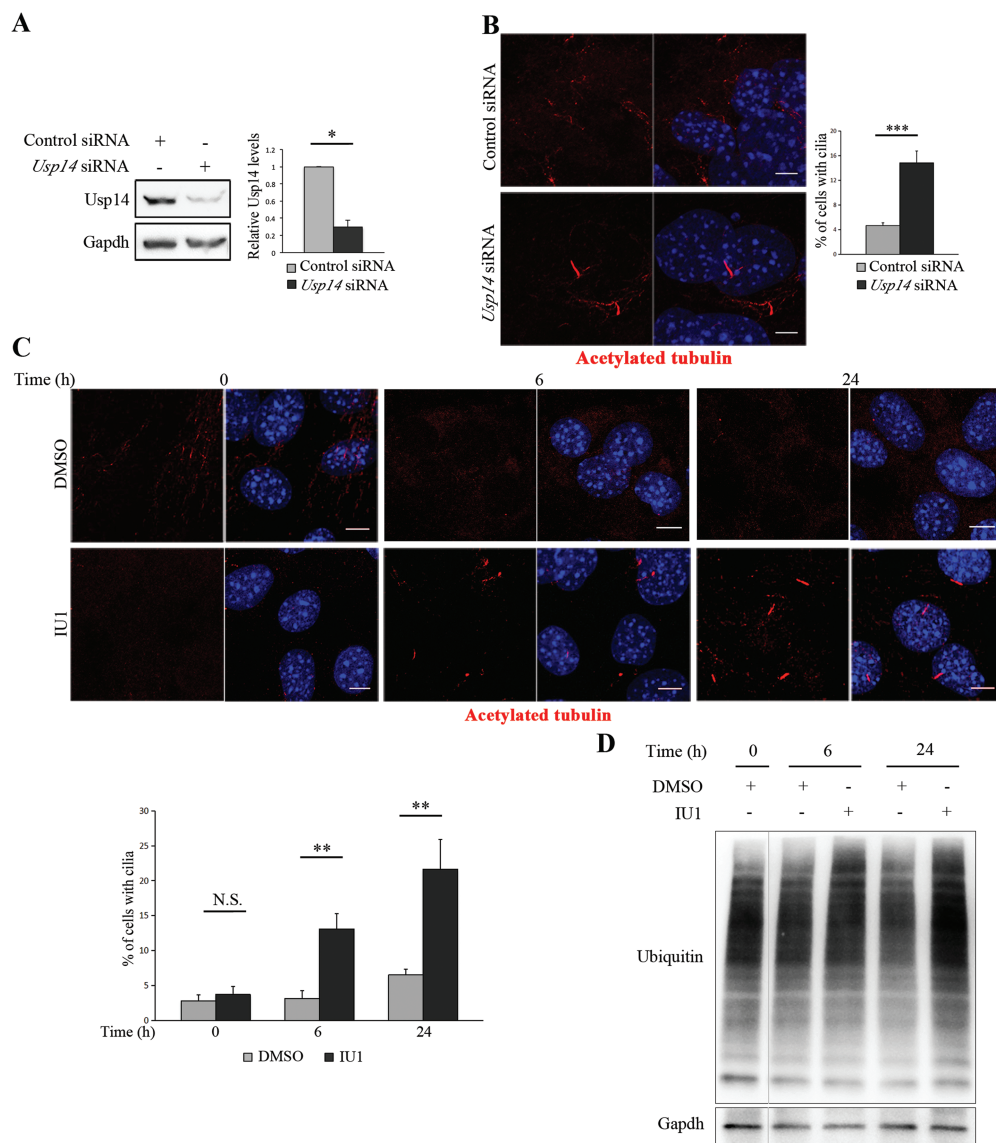 A
Control siRNA + -
Usp14 siRNA - +
Usp14
Gapdh
Relative Usp14 levels
1.2
1
0.8
0.6
0.4
0.2
0
*
Control siRNA
Usp14 siRNA
B
Control siRNA
Usp14 siRNA
Acetylated tubulin
% of cells with cilia
20
16
12
8
4
0
***
Control siRNA
Usp14 siRNA
C
Time (h) 0 6 24
DMSO
IU1
Acetylated tubulin
% of cells with cilia
30
25
20
15
10
5
0
N.S.
**
**
Time (h) 0 6 24
DMSO IU1
D
Time (h) 0 6 24
DMSO + + - + -
IU1 - - + - +
Ubiquitin
Gapdh